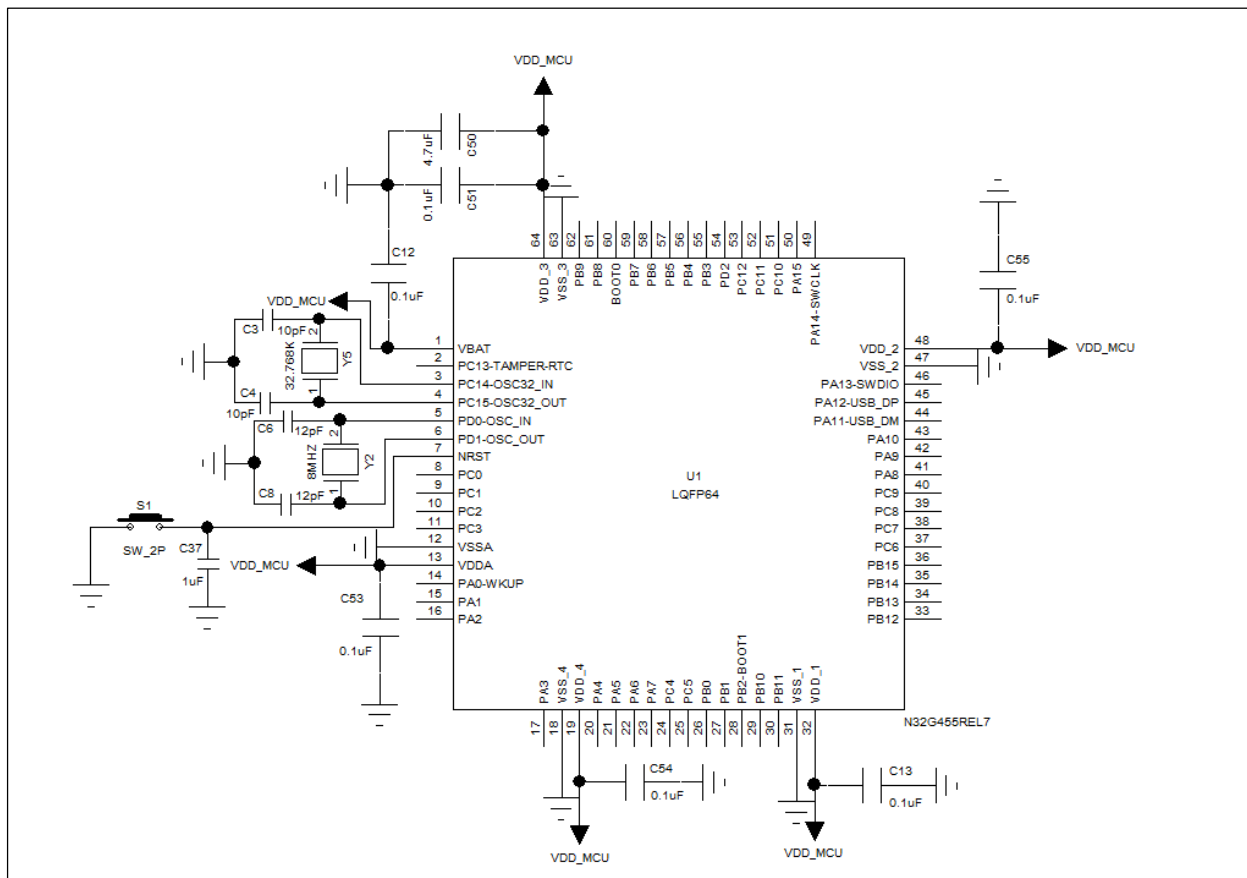 VDD_MCU
4.7uF
C50
0.1uF
C51
C12
0.1uF
VDD_MCU
64
63
62
61
60
59
58
57
56
55
54
53
52
51
50
49
VDD_3
VSS_3
PB9
PB8
BOOT0
PB7
PB6
PB5
PB4
PB3
PD2
PC12
PC11
PC10
PA15
PA14-SWCLK
C55
0.1uF
VDD_MCU
C3
10pF
2
32.768K
Y5
1
C4
10pF
C6
12pF
2
8MHZ
Y2
1
C8
12pF
S1
SW_2P
C37
1uF
VDD_MCU
C53
0.1uF
1 VBAT
2 PC13-TAMPER-RTC
3 PC14-OSC32_IN
4 PC15-OSC32_OUT
5 PD0-OSC_IN
6 PD1-OSC_OUT
7 NRST
8 PC0
9 PC1
10 PC2
11 PC3
12 VSSA
13 VDDA
14 PA0-WKUP
15 PA1
16 PA2
U1
LQFP64
VDD_2 48
VSS_2 47
PA13-SWDIO 46
PA12-USB_DP 45
PA11-USB_DM 44
PA10 43
PA9 42
PA8 41
PC9 40
PC8 39
PC7 38
PC6 37
PB15 36
PB14 35
PB13 34
PB12 33
PA3
VSS_4
VDD_4
PA4
PA5
PA6
PA7
PC4
PC5
PB0
PB1
PB2-BOOT1
PB10
PB11
VSS_1
VDD_1
17
18
19
20
21
22
23
24
25
26
27
28
29
30
31
32
N32G455REL7
C54
0.1uF
VDD_MCU
C13
0.1uF
VDD_MCU